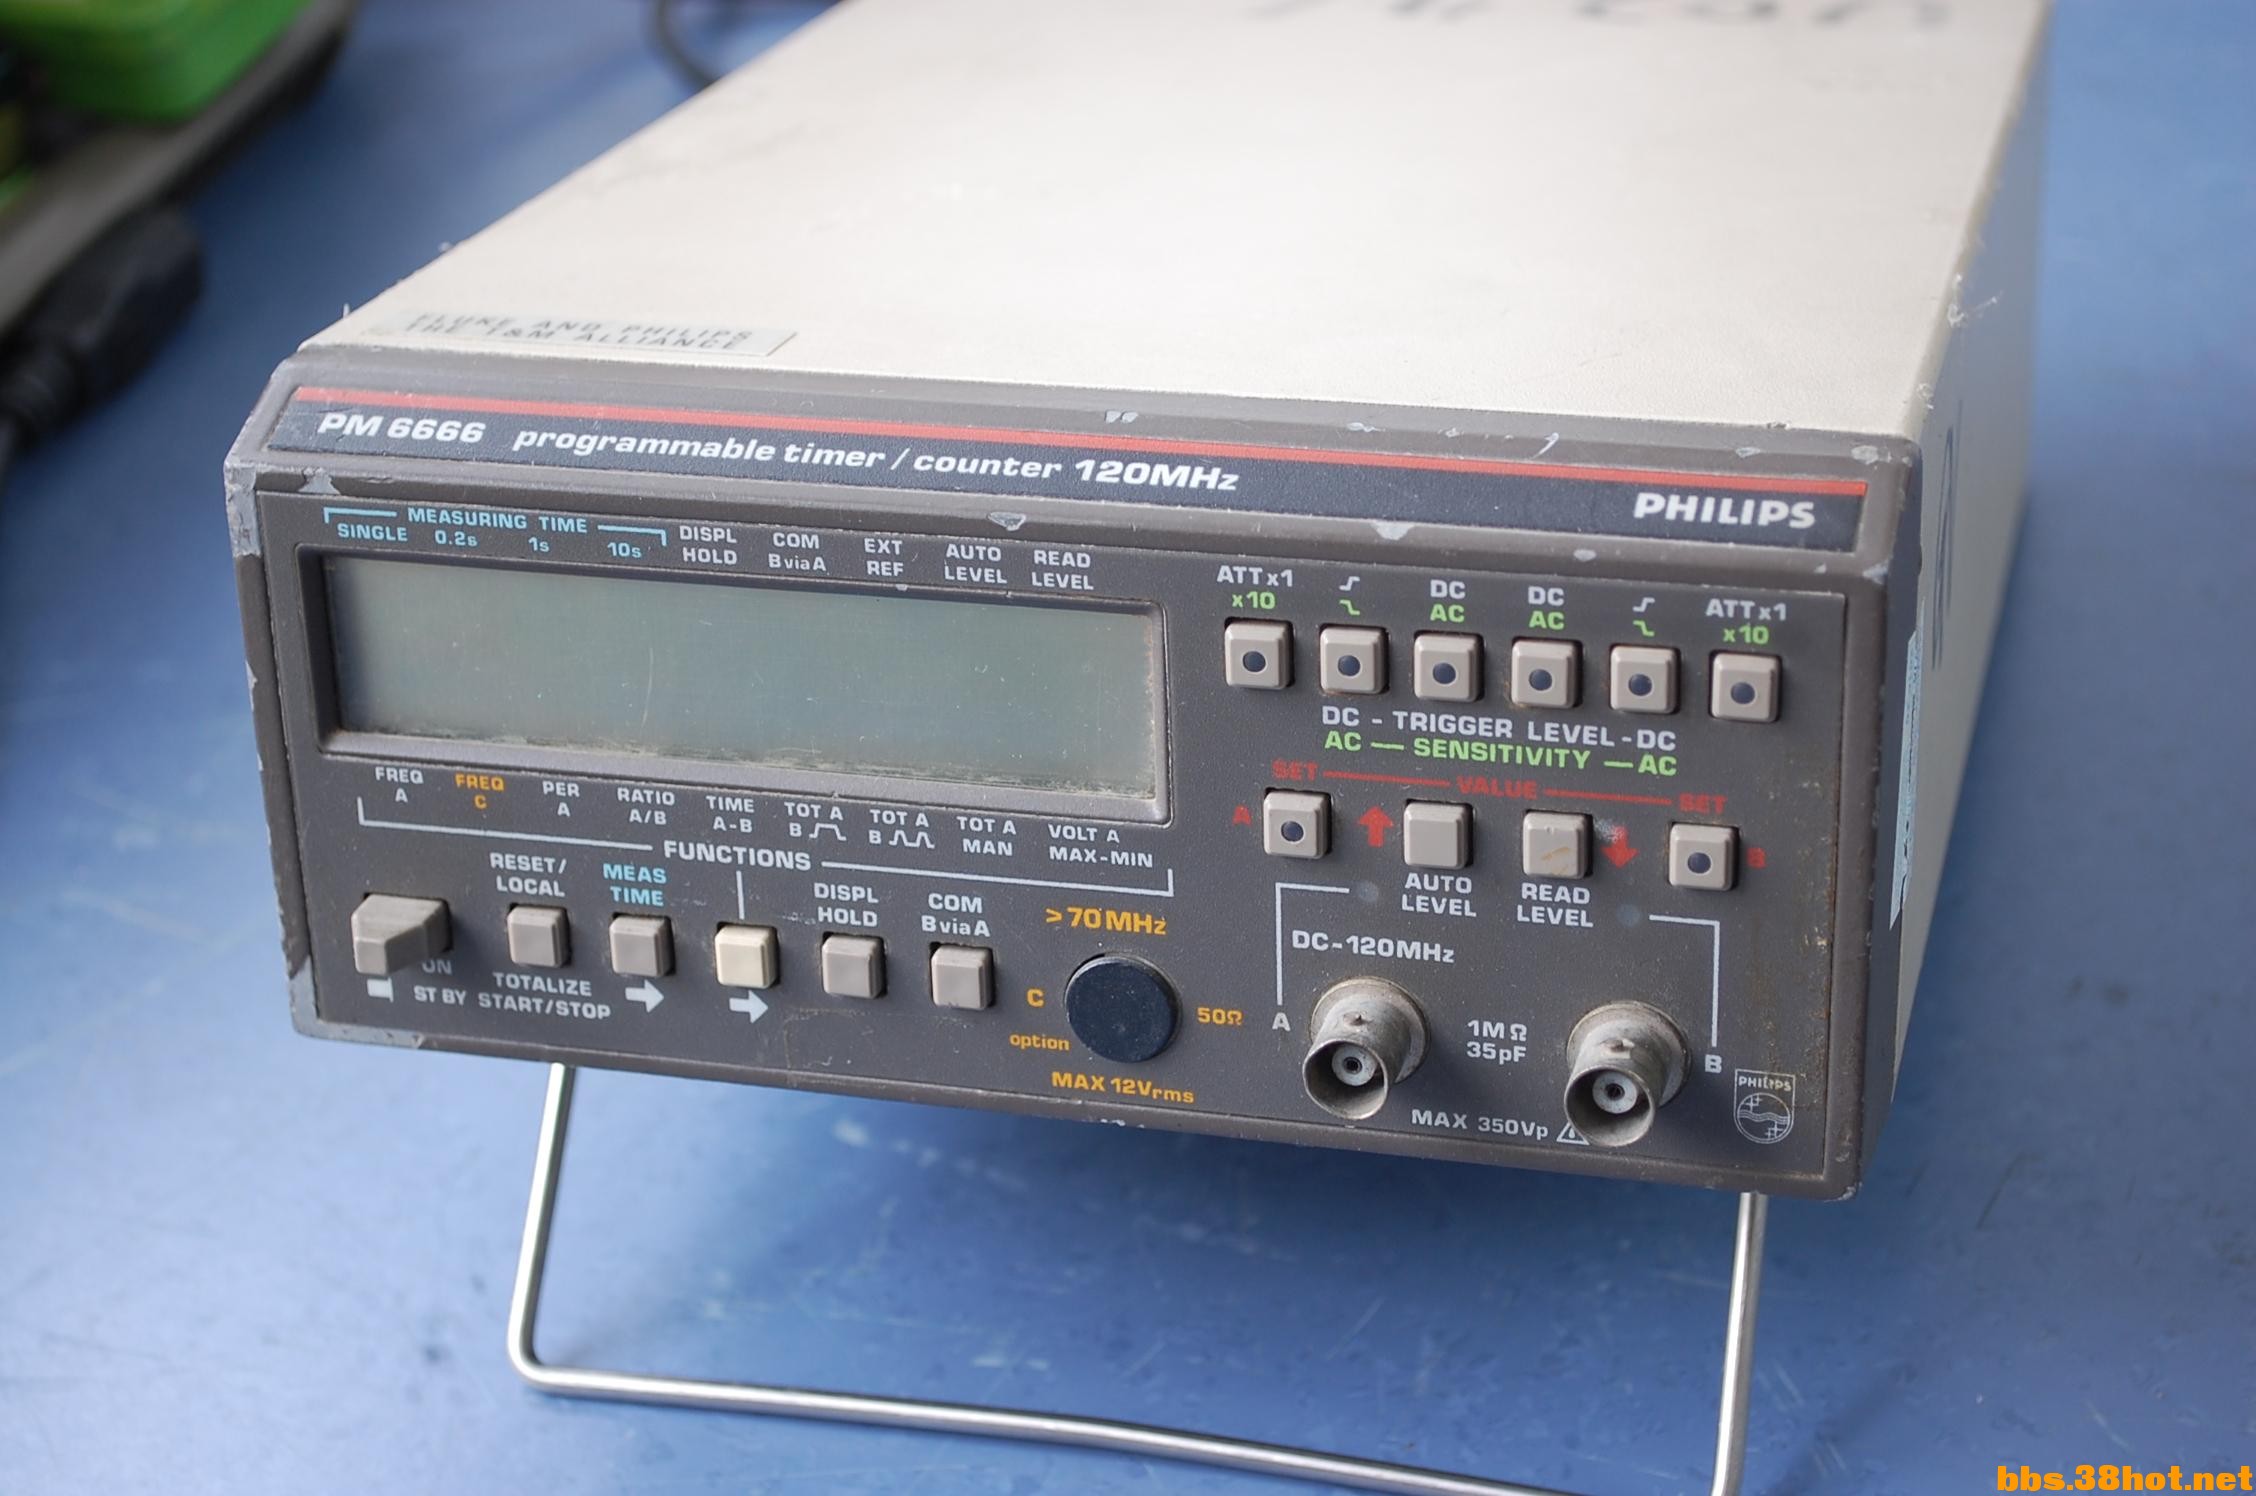 FLUKE AND PHILIPS
THE T&M ALLIANCE
PM 6666 programmable timer / counter 120MHz
PHILIPS
MEASURING TIME
SINGLE 0.2s 1s 10s
DISPL HOLD
COM B via A
EXT REF
AUTO LEVEL
READ LEVEL
ATT x1
x10
DC
AC
DC
AC
ATT x1
x10
DC - TRIGGER LEVEL - DC
AC — SENSITIVITY — AC
SET VALUE SET
A
B
AUTO LEVEL
READ LEVEL
FREQ A
FREQ C
PER A
RATIO A/B
TIME A-B
TOT A B
TOT A B
TOT A MAN
VOLT A MAX-MIN
FUNCTIONS
RESET/ LOCAL
MEAS TIME
DISPL HOLD
COM B via A
ON
ST BY
TOTALIZE START/STOP
>70 MHz
C
option
50Ω
MAX 12Vrms
DC-120MHz
A
1MΩ
35pF
B
MAX 350Vp
PHILIPS
bbs.38hot.net